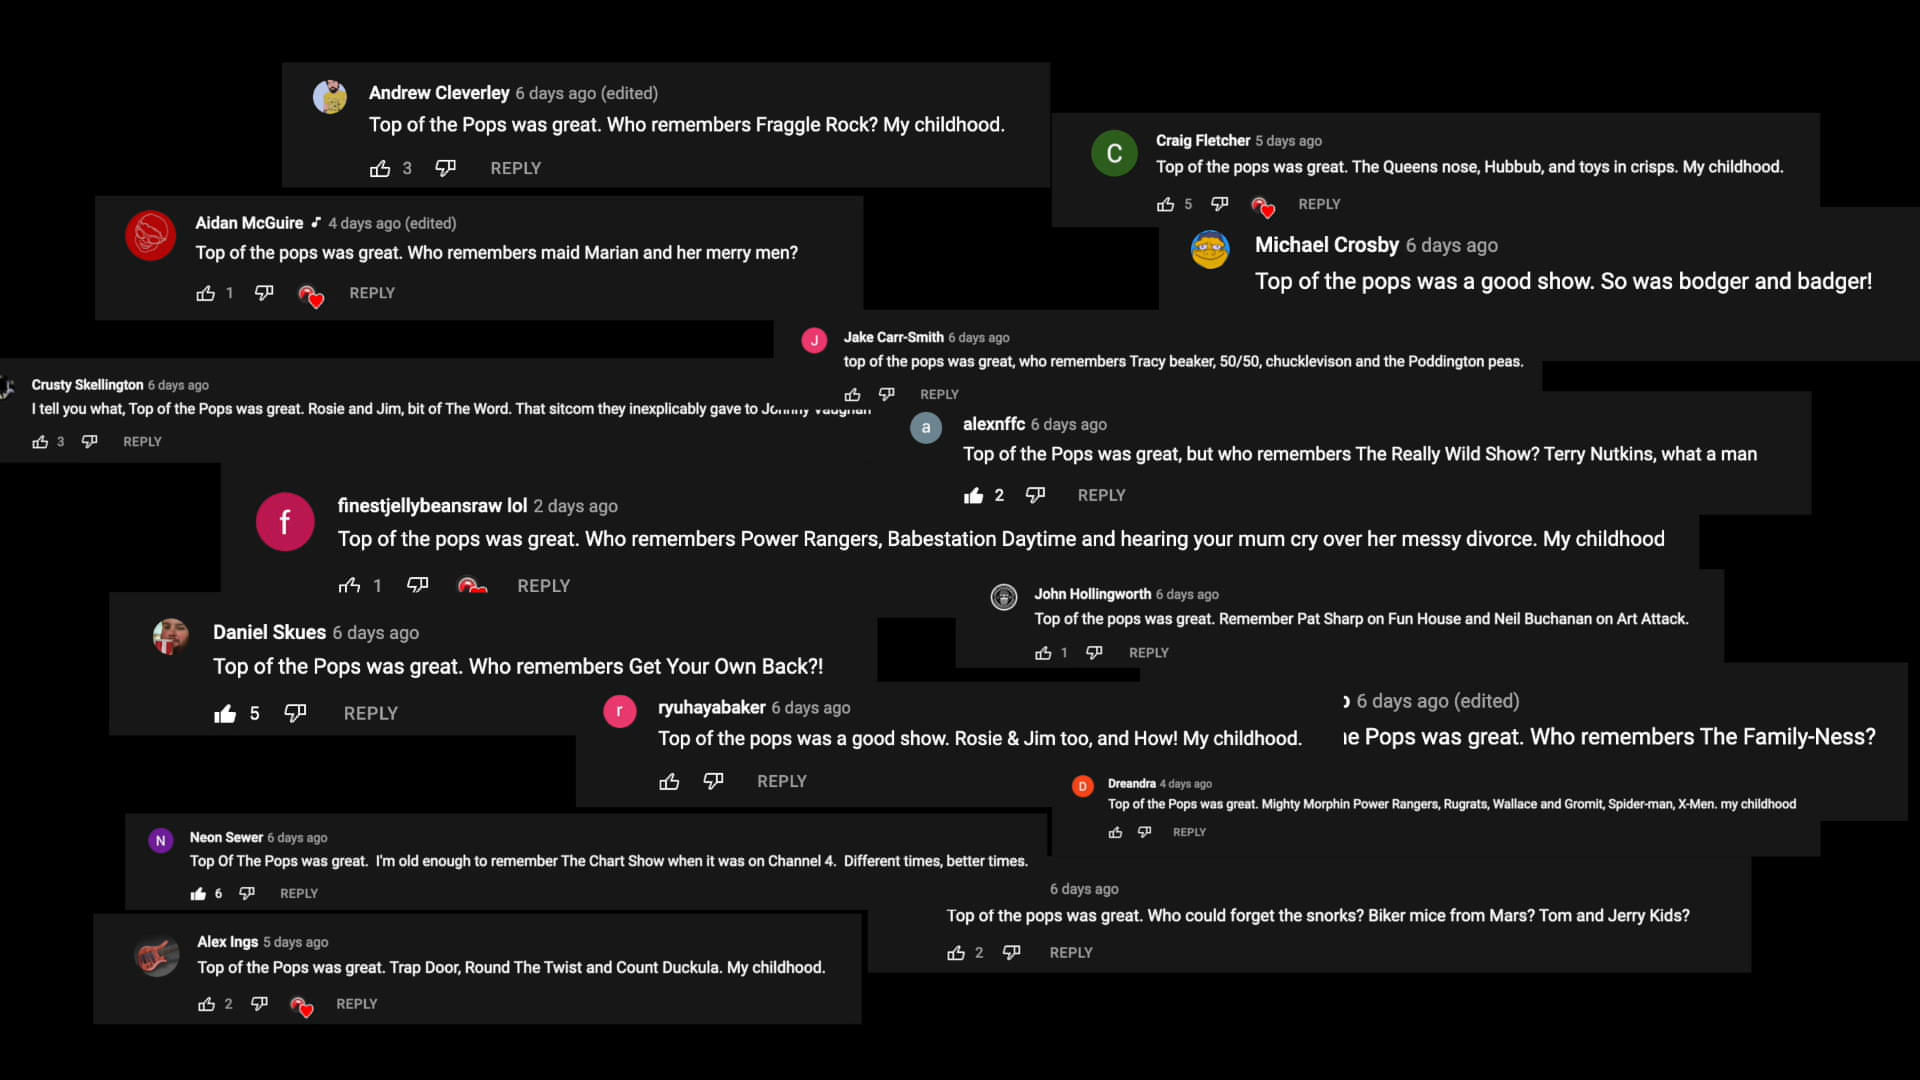 Andrew Cleverley 6 days ago (edited)
Top of the Pops was great. Who remembers Fraggle Rock? My childhood.
3 REPLY
C
Craig Fletcher 5 days ago
Top of the pops was great. The Queens nose, Hubbub, and toys in crisps. My childhood.
5 REPLY
Aidan McGuire 4 days ago (edited)
Top of the pops was great. Who remembers maid Marian and her merry men?
1 REPLY
Michael Crosby 6 days ago
Top of the pops was a good show. So was bodger and badger!
J
Jake Carr-Smith 6 days ago
top of the pops was great, who remembers Tracy beaker, 50/50, chucklevison and the Poddington peas.
REPLY
Crusty Skellington 6 days ago
I tell you what, Top of the Pops was great. Rosie and Jim, bit of The Word. That sitcom they inexplicably gave to Johnny Vaughan
3 REPLY
a
alexnffc 6 days ago
Top of the Pops was great, but who remembers The Really Wild Show? Terry Nutkins, what a man
2 REPLY
f
finestjellybeansraw lol 2 days ago
Top of the pops was great. Who remembers Power Rangers, Babestation Daytime and hearing your mum cry over her messy divorce. My childhood
1 REPLY
John Hollingworth 6 days ago
Top of the pops was great. Remember Pat Sharp on Fun House and Neil Buchanan on Art Attack.
1 REPLY
Daniel Skues 6 days ago
Top of the Pops was great. Who remembers Get Your Own Back?!
5 REPLY
r
ryuhayabaker 6 days ago
Top of the pops was a good show. Rosie & Jim too, and How! My childhood.
REPLY
6 days ago (edited)
Pops was great. Who remembers The Family-Ness?
D
Dreandra 4 days ago
Top of the Pops was great. Mighty Morphin Power Rangers, Rugrats, Wallace and Gromit, Spider-man, X-Men. my childhood
REPLY
N
Neon Sewer 6 days ago
Top Of The Pops was great. I'm old enough to remember The Chart Show when it was on Channel 4. Different times, better times.
6 REPLY
6 days ago
Top of the pops was great. Who could forget the snorks? Biker mice from Mars? Tom and Jerry Kids?
2 REPLY
Alex Ings 5 days ago
Top of the Pops was great. Trap Door, Round The Twist and Count Duckula. My childhood.
2 REPLY